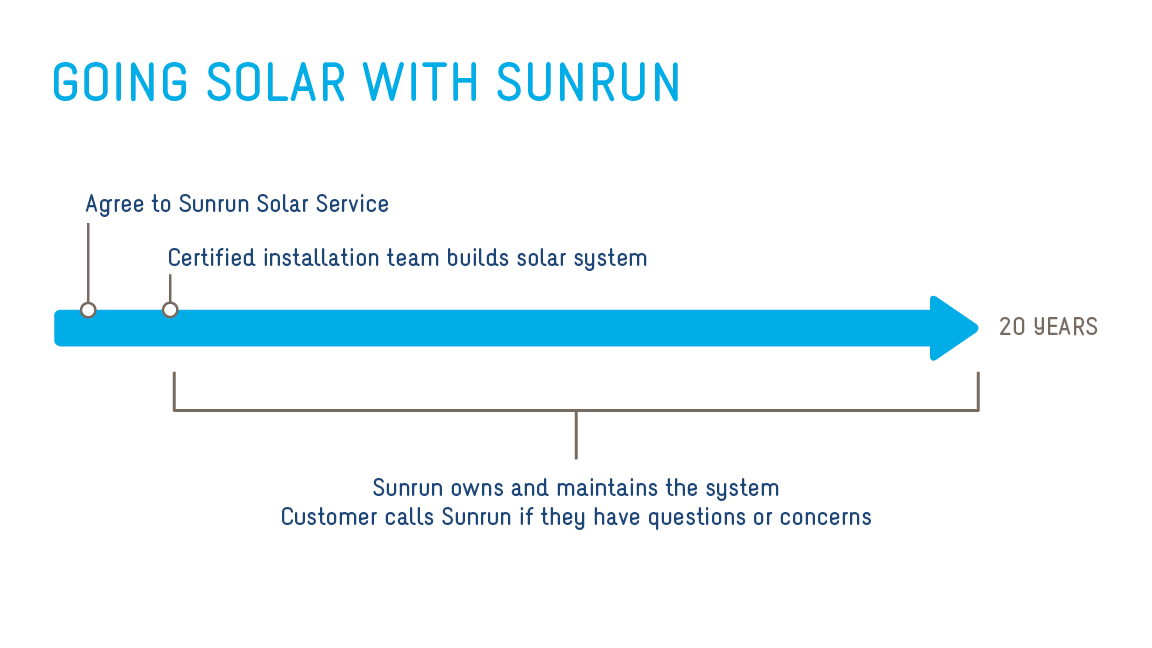 GOING SOLAR WITH SUNRUN
Agree to Sunrun Solar Service
Certified installation team builds solar system
20 YEARS
Sunrun owns and maintains the system
Customer calls Sunrun if they have questions or concerns